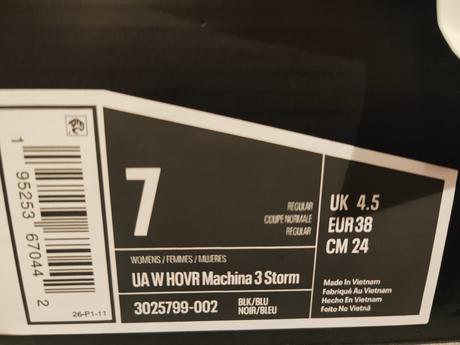 1 95253 67044 2
26-P1-11
7
REGULAR
COUPE NORMALE
REGULAR
WOMENS / FEMMES / MUJERES
UA W HOVR Machina 3 Storm
3025799-002
BLK/BLU
NOIR/BLEU
UK 4.5
EUR 38
CM 24
Made In Vietnam
Fabriqué Au Vietnam
Hecho En Vietnam
Feito No Vietnã